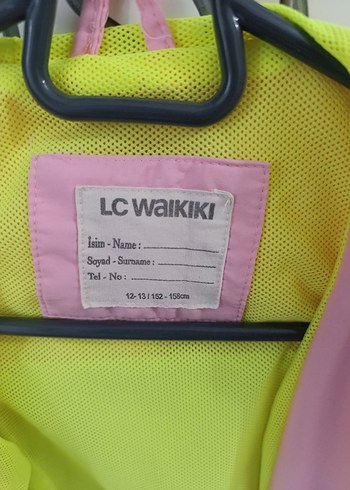 LC WAIKIKI
İsim - Name :
Soyad - Surname :
Tel - No :
12- 13 / 152 - 158cm